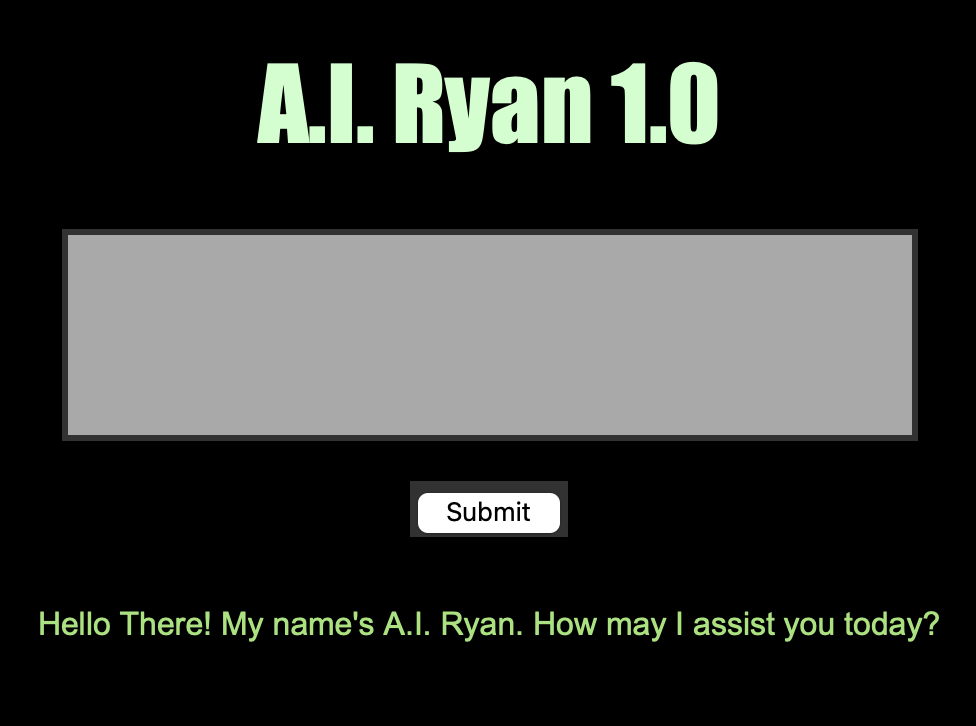 A.I. Ryan 1.0
Submit
Hello There! My name's A.I. Ryan. How may I assist you today?